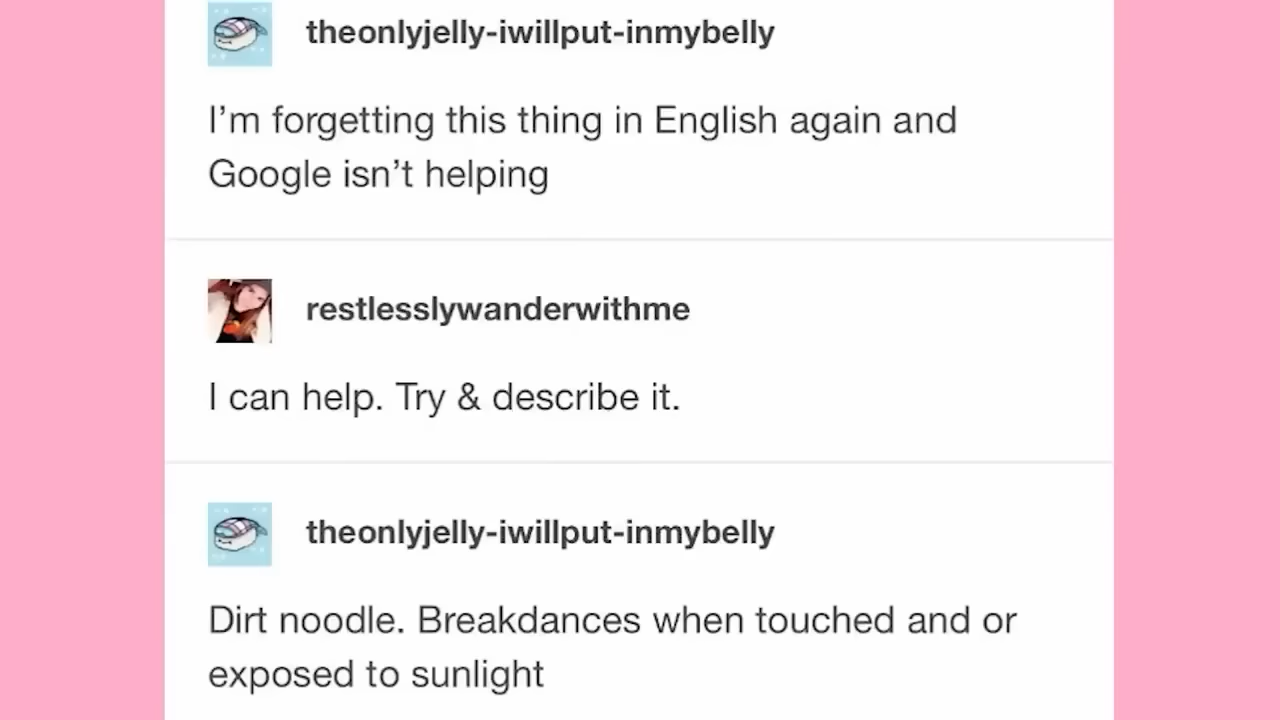 theonlyjelly-iwillput-inmybelly
I’m forgetting this thing in English again and
Google isn’t helping
restlesslywanderwithme
I can help. Try & describe it.
theonlyjelly-iwillput-inmybelly
Dirt noodle. Breakdances when touched and or
exposed to sunlight